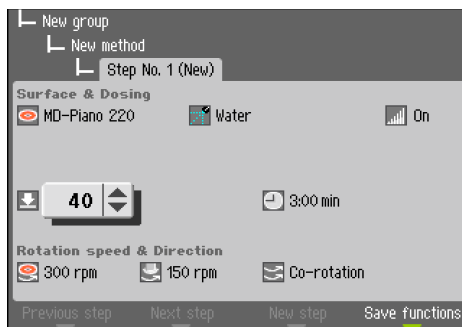 New group
New method
Step No. 1 (New)
Surface & Dosing
MD-Piano 220 Water On
40 3:00 min
Rotation speed & Direction
300 rpm 150 rpm Co-rotation
Previous step Next step New step Save functions